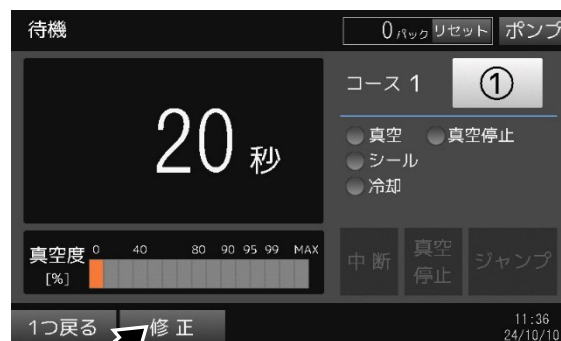 待機
0 パック リセット ポンプ
コース 1 ①
20 秒
真空 真空停止
シール
冷却
真空度 0 40 80 90 95 99 MAX
[%]
中断 真空停止 ジャンプ
1つ戻る 修正
11:36
24/10/10